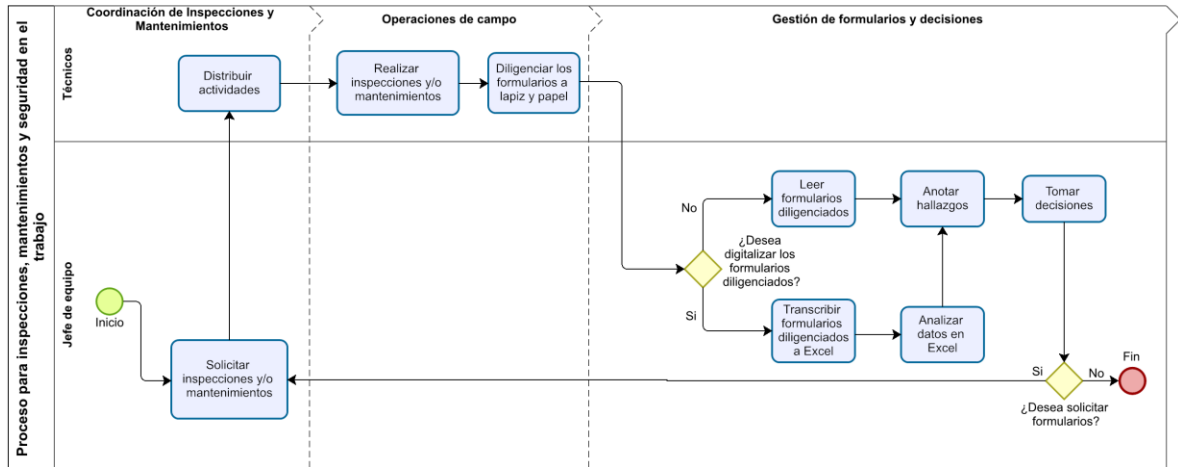 Proceso para inspecciones, mantenimientos y seguridad en el
trabajo
Coordinación de Inspecciones y
Mantenimientos
Operaciones de campo
Gestión de formularios y decisiones
Técnicos
Distribuir
actividades
Realizar
inspecciones y/o
mantenimientos
Diligenciar los
formularios a
lapiz y papel
Jefe de equipo
Inicio
Solicitar
inspecciones y/o
mantenimientos
¿Desea
digitalizar los
formularios
diligenciados?
No
Si
Leer
formularios
diligenciados
Anotar
hallazgos
Tomar
decisiones
Transcribir
formularios
diligenciados
a Excel
Analizar
datos en
Excel
Si
No
Fin
¿Desea solicitar
formularios?